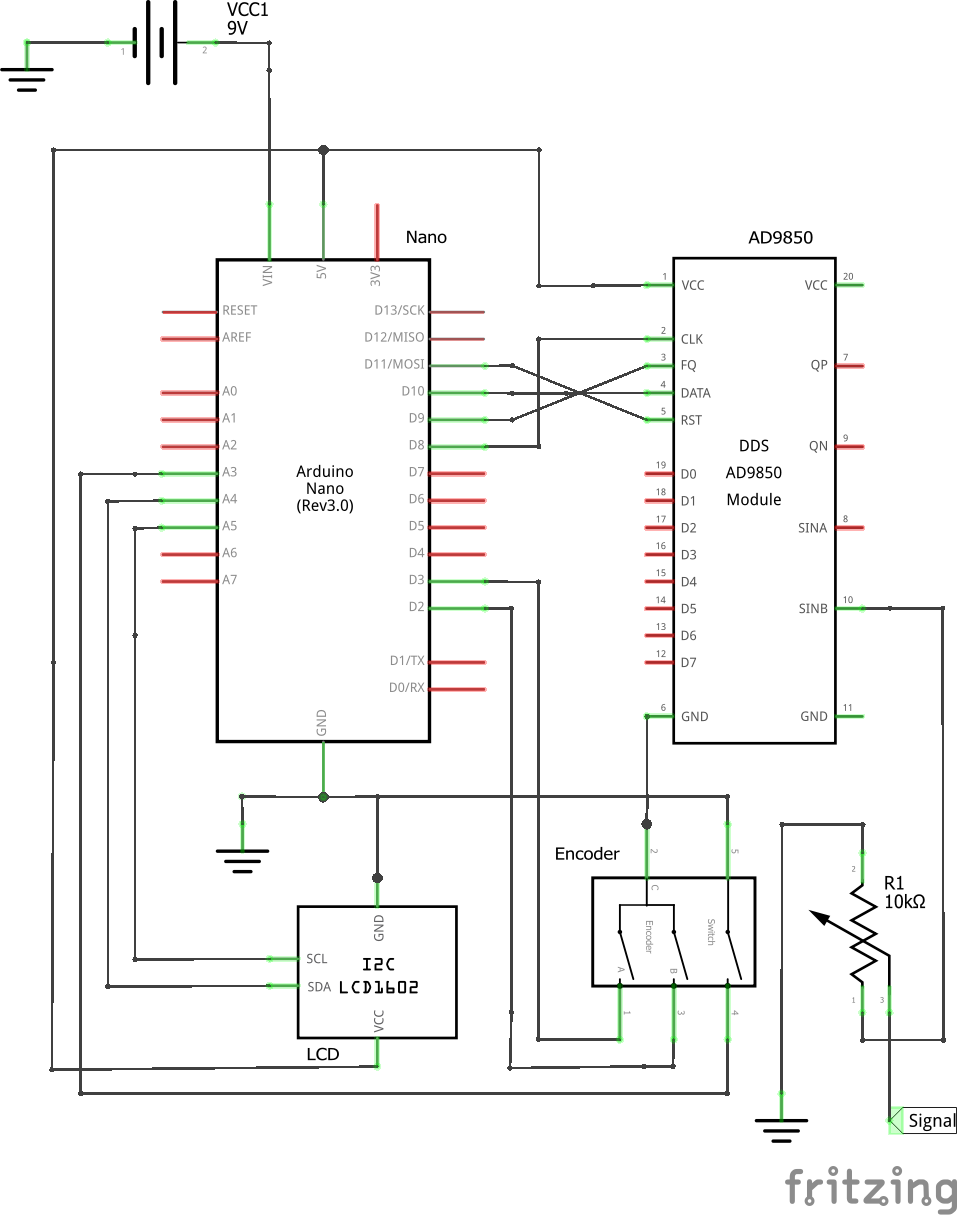 VCC1
9V
1
2
Nano
VIN
5V
3V3
RESET
AREF
A0
A1
A2
A3
A4
A5
A6
A7
D13/SCK
D12/MISO
D11/MOSI
D10
D9
D8
D7
D6
D5
D4
D3
D2
D1/TX
D0/RX
Arduino
Nano
(Rev3.0)
GND
AD9850
1
VCC
2
CLK
3
FQ
4
DATA
5
RST
19
D0
18
D1
17
D2
16
D3
15
D4
14
D5
13
D6
12
D7
6
GND
DDS
AD9850
Module
VCC
20
QP
7
QN
9
SINA
8
SINB
10
GND
11
GND
SCL
SDA
I2C
LCD1602
VCC
LCD
Encoder
2
5
C
Encoder
Switch
A
B
1
3
4
2
R1
10kΩ
1
3
Signal
fritzing